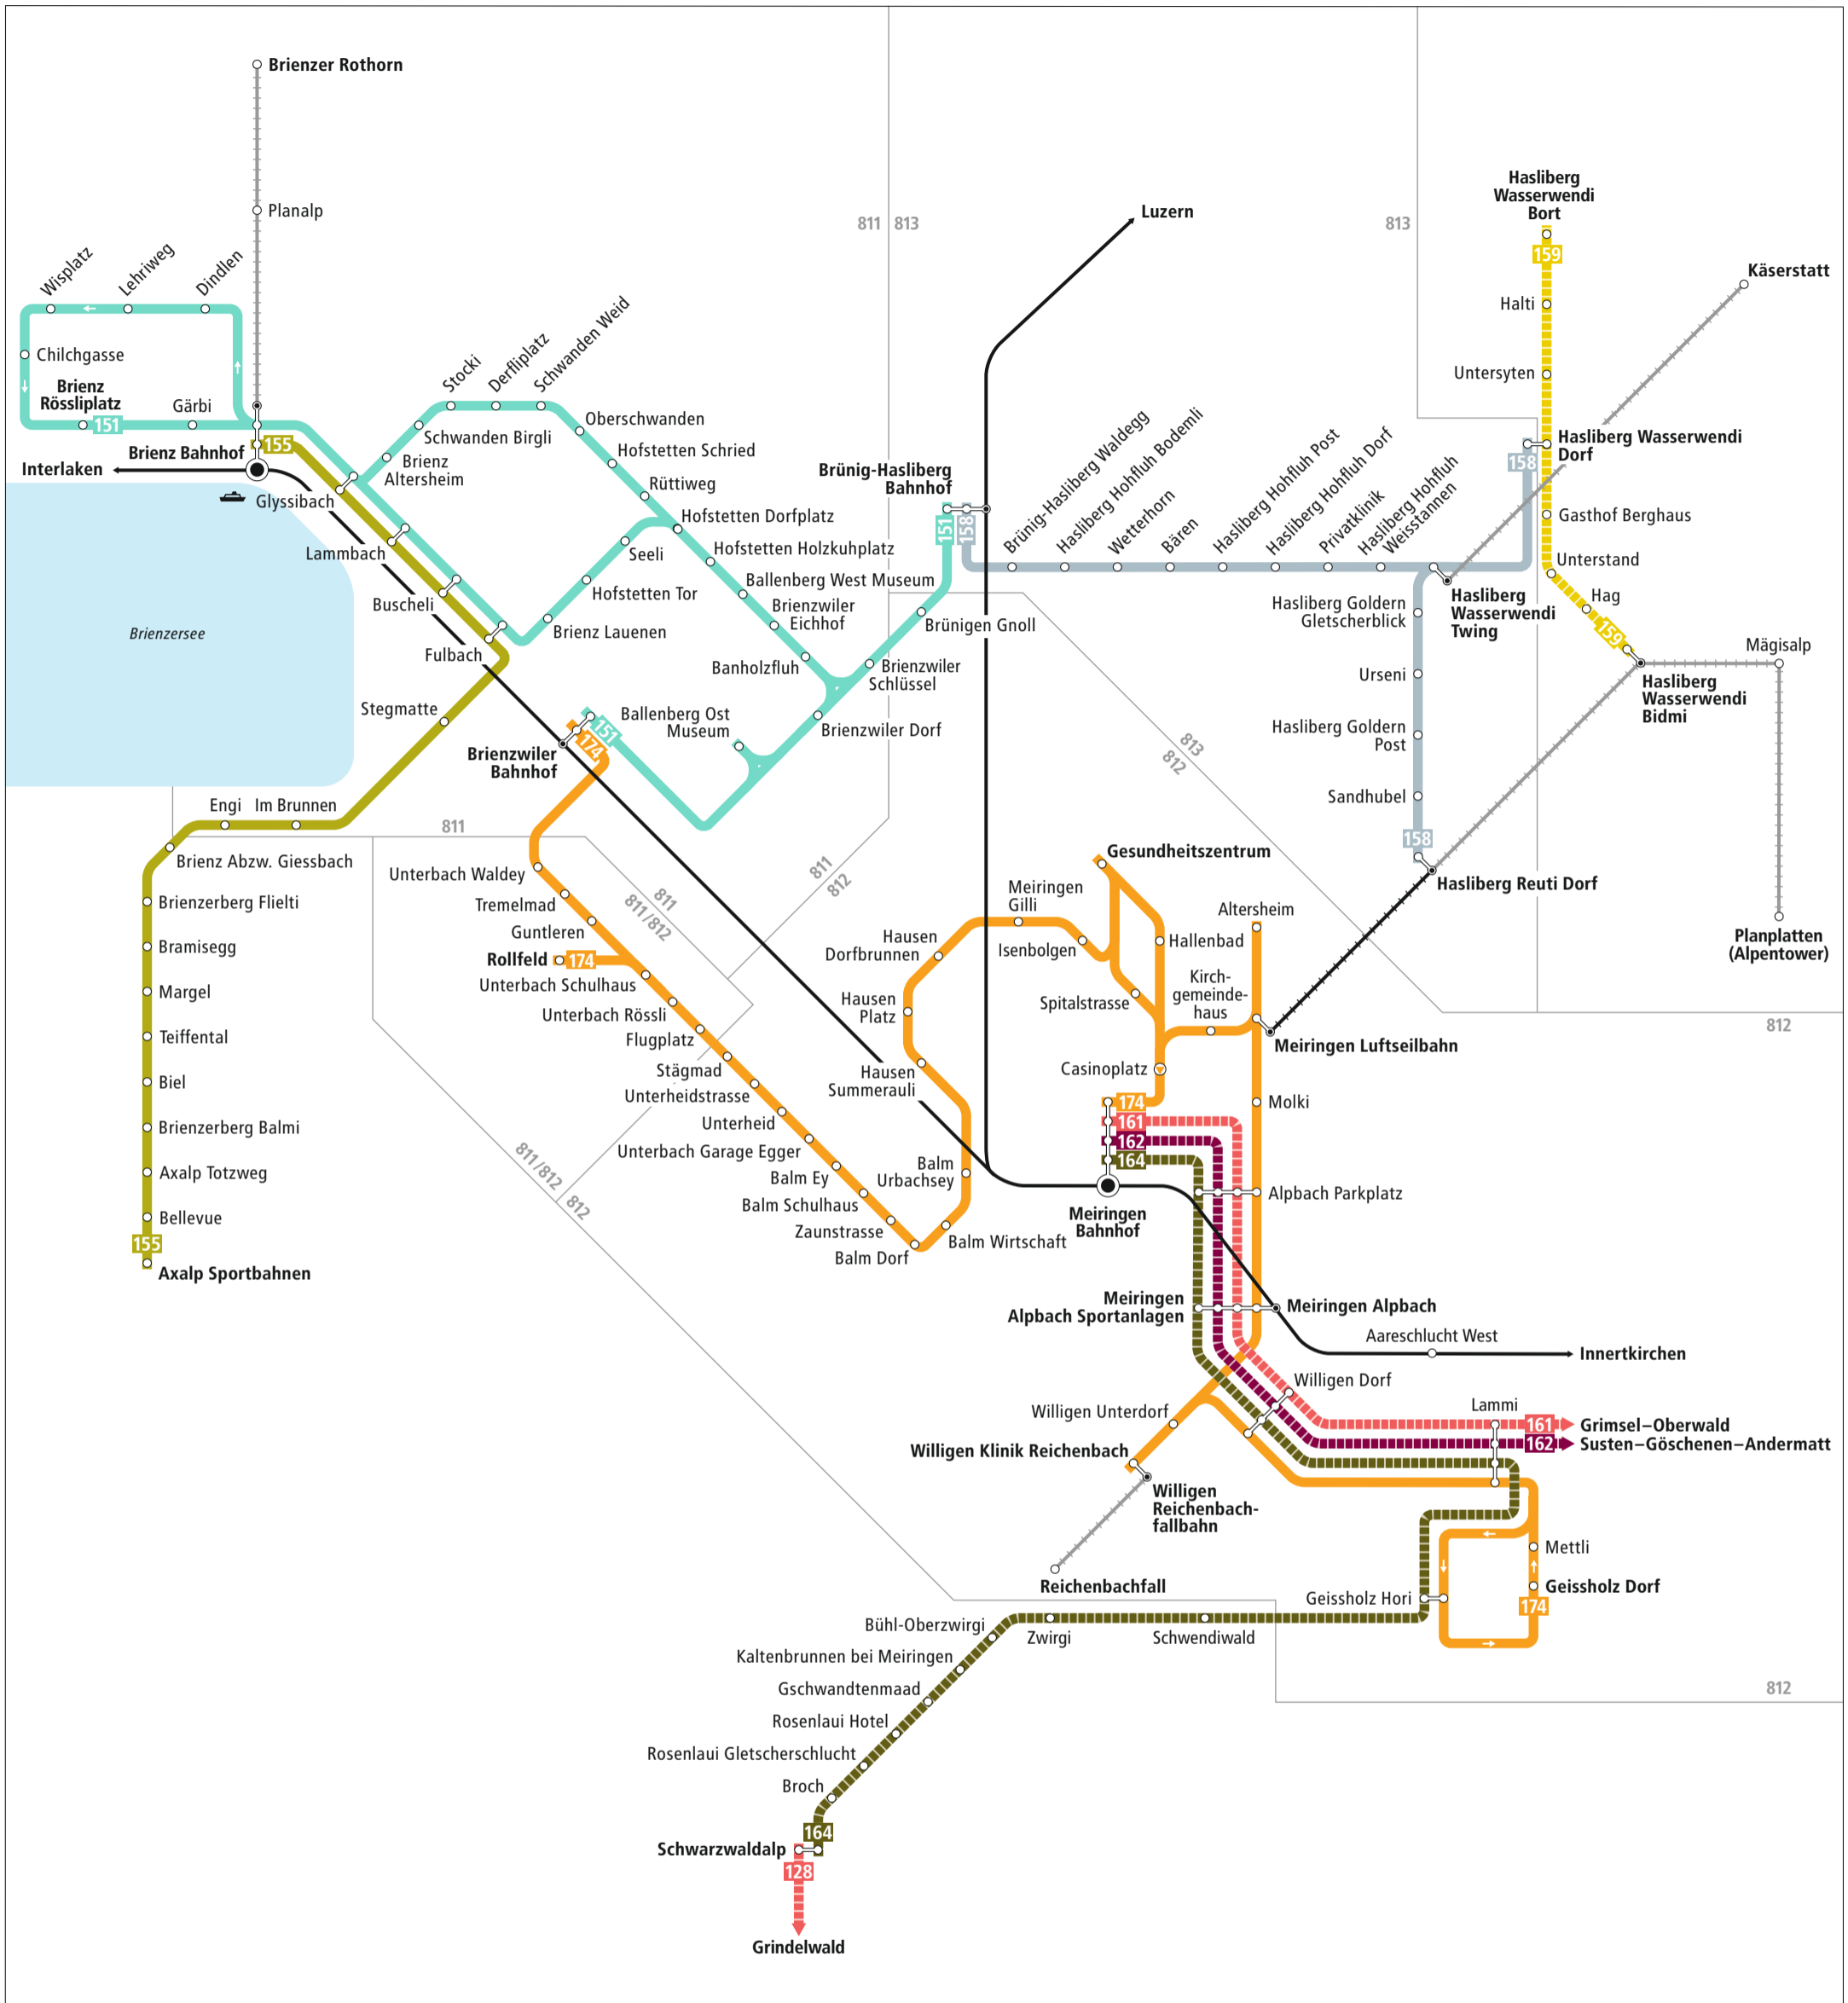 Brienzer Rothorn
Planalp
Wisplatz
Lehriweg
Dindlen
Chilchgasse
Brienz
Rössliplatz
151
Gärbi
Brienz Bahnhof
155
Interlaken
Glyssibach
Lammbach
Buscheli
Fulbach
Brienzersee
Stegmatte
Engi
Im Brunnen
Brienz Abzw. Giessbach
Brienzerberg Flielti
Bramisegg
Margel
Teiffental
Biel
Brienzerberg Balmi
Axalp Totzweg
Bellevue
155
Axalp Sportbahnen
Stocki
Derfliplatz
Schwanden Weid
Schwanden Birgli
Brienz
Altersheim
Oberschwanden
Hofstetten Schried
Rüttiweg
Hofstetten Dorfplatz
Seeli
Hofstetten Tor
Brienz Lauenen
Hofstetten Holzkuhplatz
Ballenberg West Museum
Brienzwiler
Eichhof
Banholzfluh
Brienzwiler
Schlüssel
Brünigen Gnoll
Brienzwiler Dorf
Ballenberg Ost
Museum
151
174
Brienzwiler
Bahnhof
811
813
Luzern
813
Brünig-Hasliberg
Bahnhof
151
158
Brünig-Hasliberg Waldegg
Hasliberg Hohfluh Bodemli
Wetterhorn
Bären
Hasliberg Hohfluh Post
Hasliberg Hohfluh Dorf
Privatklinik
Hasliberg Hohfluh
Weisstannen
Hasliberg
Wasserwendi
Bort
159
Halti
Untersyten
Käserstatt
Hasliberg Wasserwendi
Dorf
158
Gasthof Berghaus
Unterstand
Hag
159
Hasliberg
Wasserwendi
Twing
Hasliberg Goldern
Gletscherblick
Urseni
Hasliberg Goldern
Post
Sandhubel
158
Hasliberg Reuti Dorf
Mägisalp
Hasliberg
Wasserwendi
Bidmi
Planplatten
(Alpentower)
813
812
812
811
811
811/812
811
812
811/812
812
Unterbach Waldey
Tremelmad
Guntleren
Rollfeld
174
Unterbach Schulhaus
Unterbach Rössli
Flugplatz
Stägmad
Unterheidstrasse
Unterheid
Unterbach Garage Egger
Balm Ey
Balm Schulhaus
Zaunstrasse
Balm Dorf
Balm Wirtschaft
Balm
Urbachsey
Hausen
Summerauli
Hausen
Platz
Hausen
Dorfbrunnen
Meiringen
Gilli
Isenbolgen
Gesundheitszentrum
Hallenbad
Spitalstrasse
Kirch-
gemeinde-
haus
Altersheim
Casinoplatz
Meiringen Luftseilbahn
Molki
174
161
162
164
Meiringen
Bahnhof
Alpbach Parkplatz
Meiringen
Alpbach Sportanlagen
Meiringen Alpbach
Aareschlucht West
Innertkirchen
Willigen Dorf
Willigen Unterdorf
Willigen Klinik Reichenbach
Willigen
Reichenbach-
fallbahn
Reichenbachfall
Lammi
161
Grimsel–Oberwald
162
Susten–Göschenen–Andermatt
Mettli
Geissholz Dorf
174
Geissholz Hori
812
Schwendiwald
Zwirgi
Bühl-Oberzwirgi
Kaltenbrunnen bei Meiringen
Gschwandtenmaad
Rosenlaui Hotel
Rosenlaui Gletscherschlucht
Broch
164
Schwarzwaldalp
128
Grindelwald